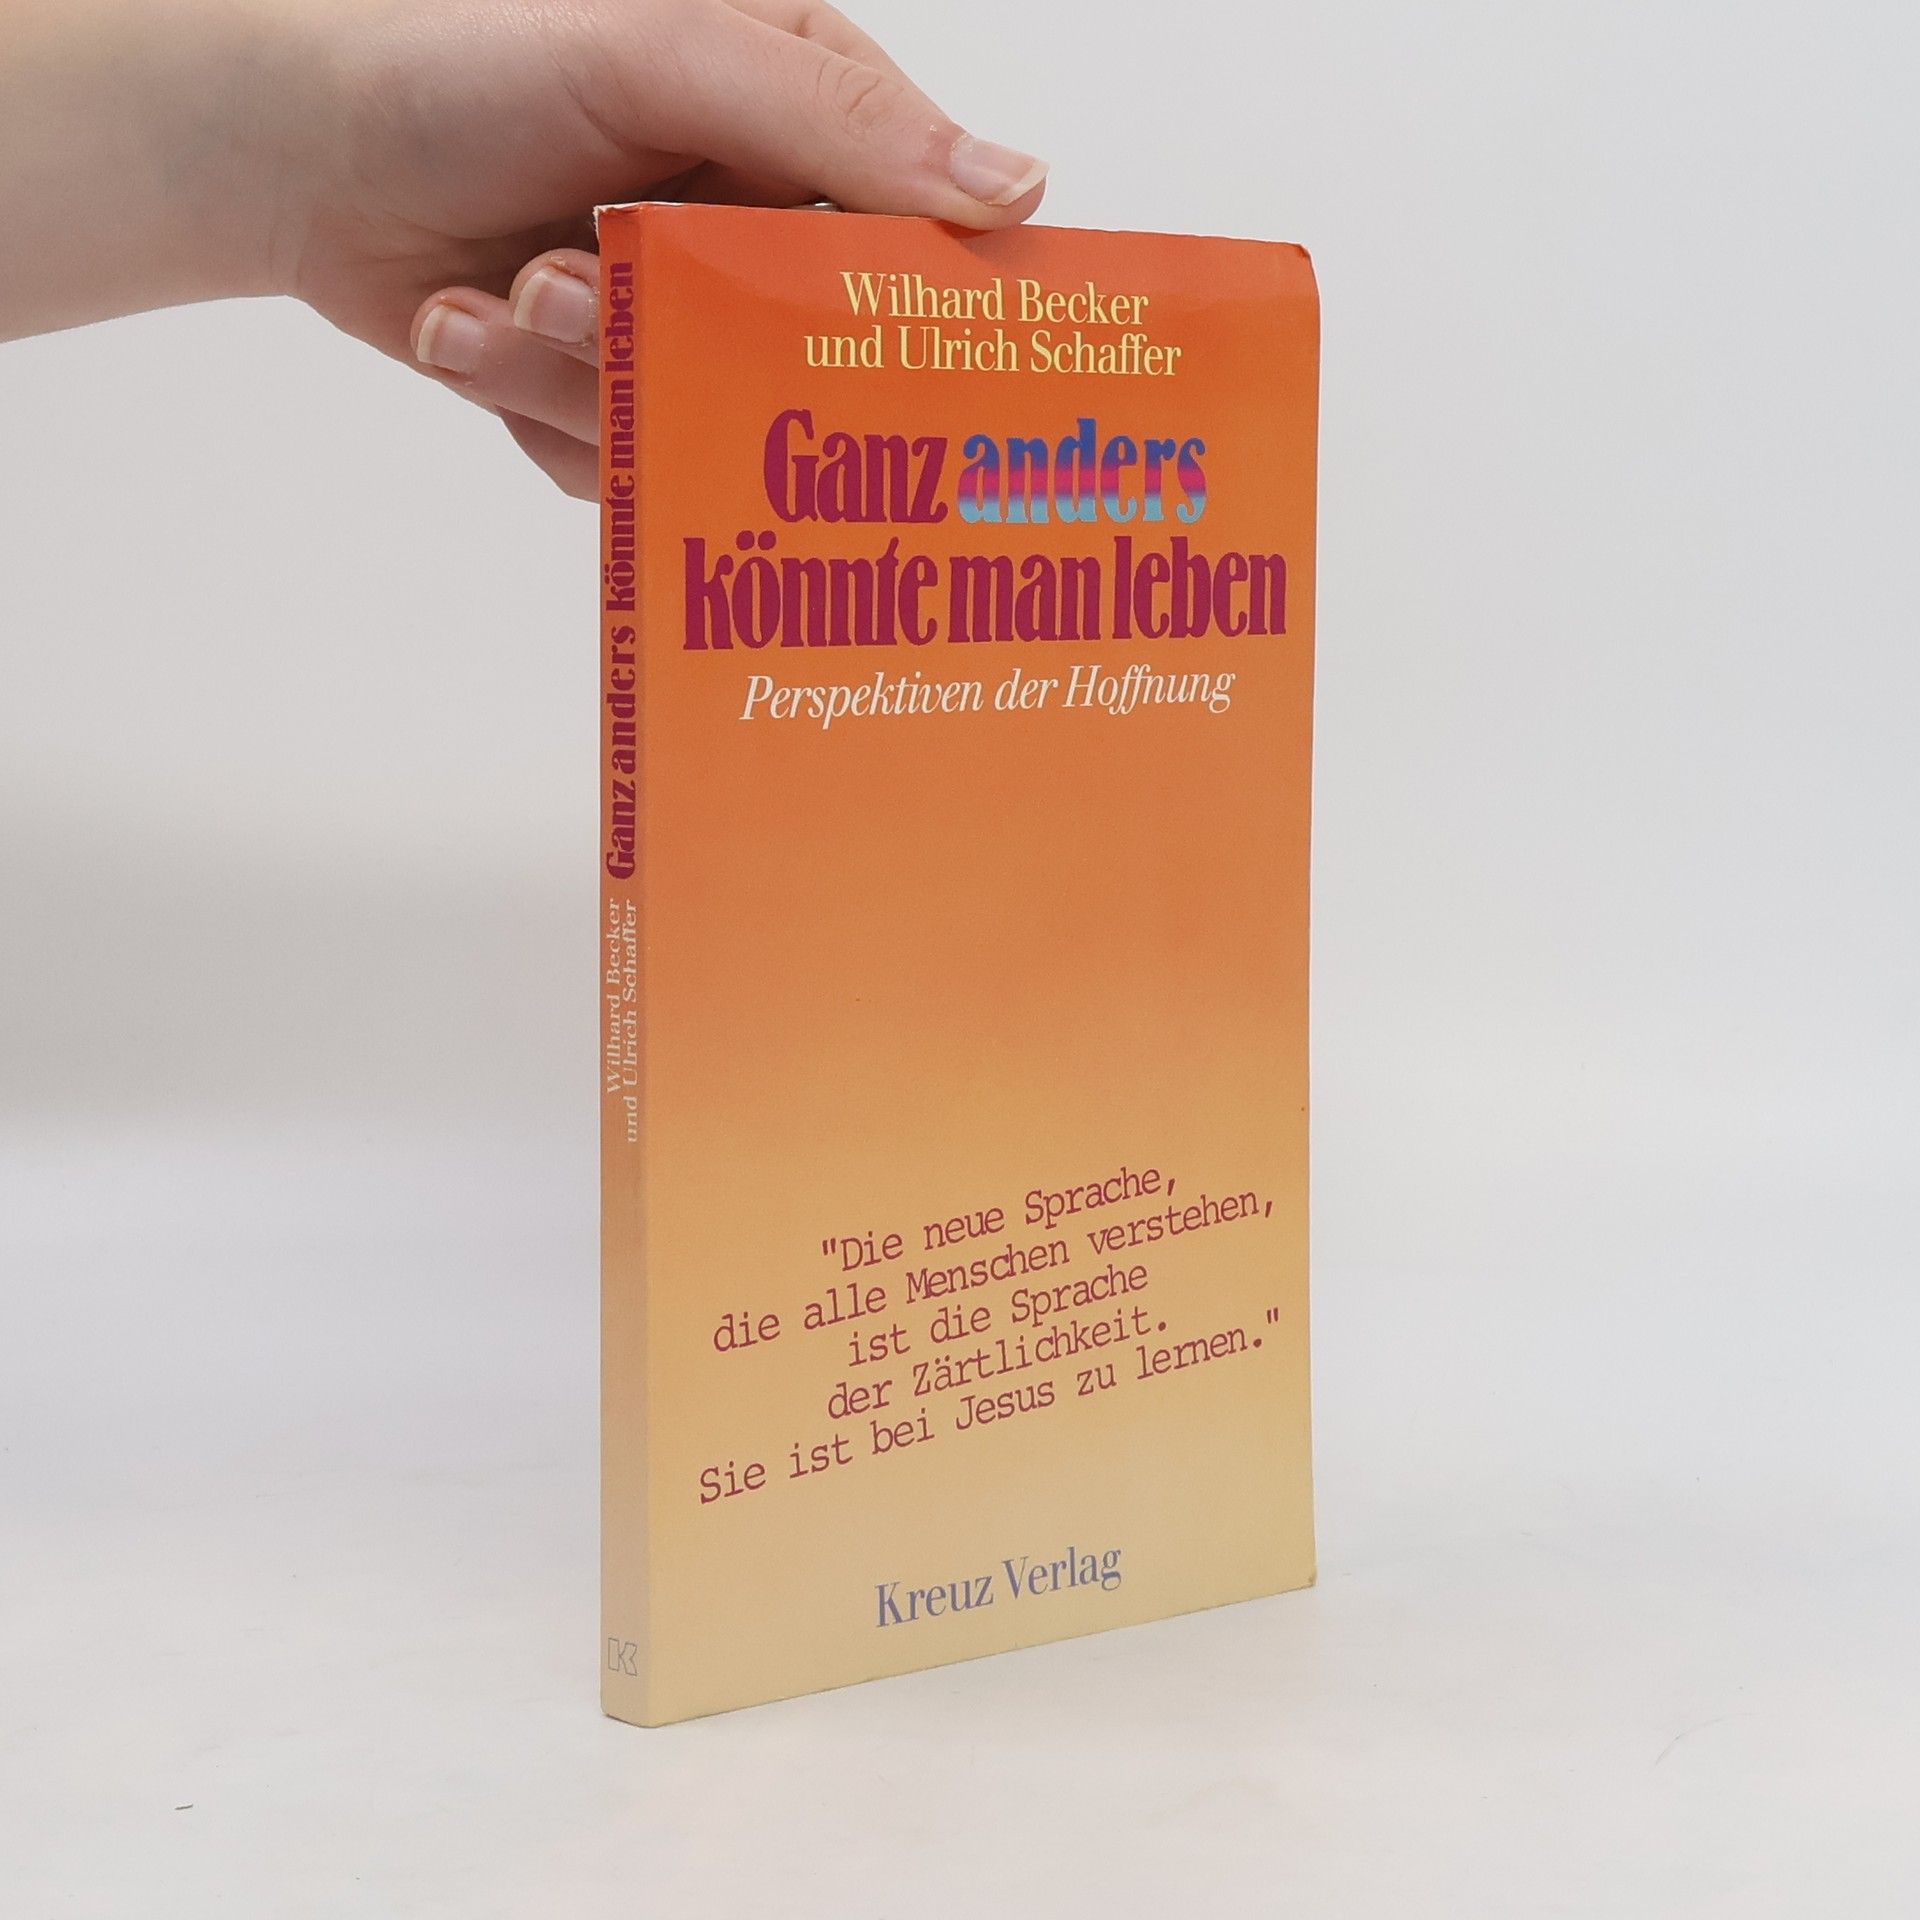 Wilhard Becker
und Ulrich Schaffer
Ganz anders
könnte man leben
Perspektiven der Hoffnung
"Die neue Sprache,
die alle Menschen verstehen,
ist die Sprache
der Zärtlichkeit.
Sie ist bei Jesus zu lernen."
Kreuz Verlag
Wilhard Becker
und Ulrich Schaffer
Ganz anders könnte man leben
K